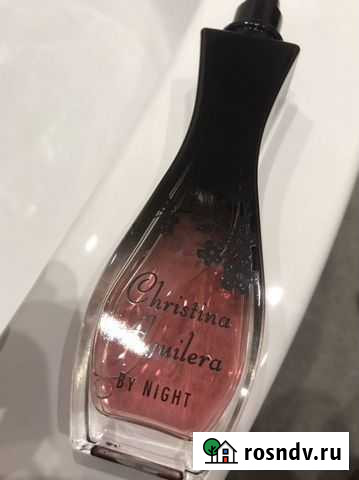 Christina
Aguilera
BY NIGHT
rosndv.ru